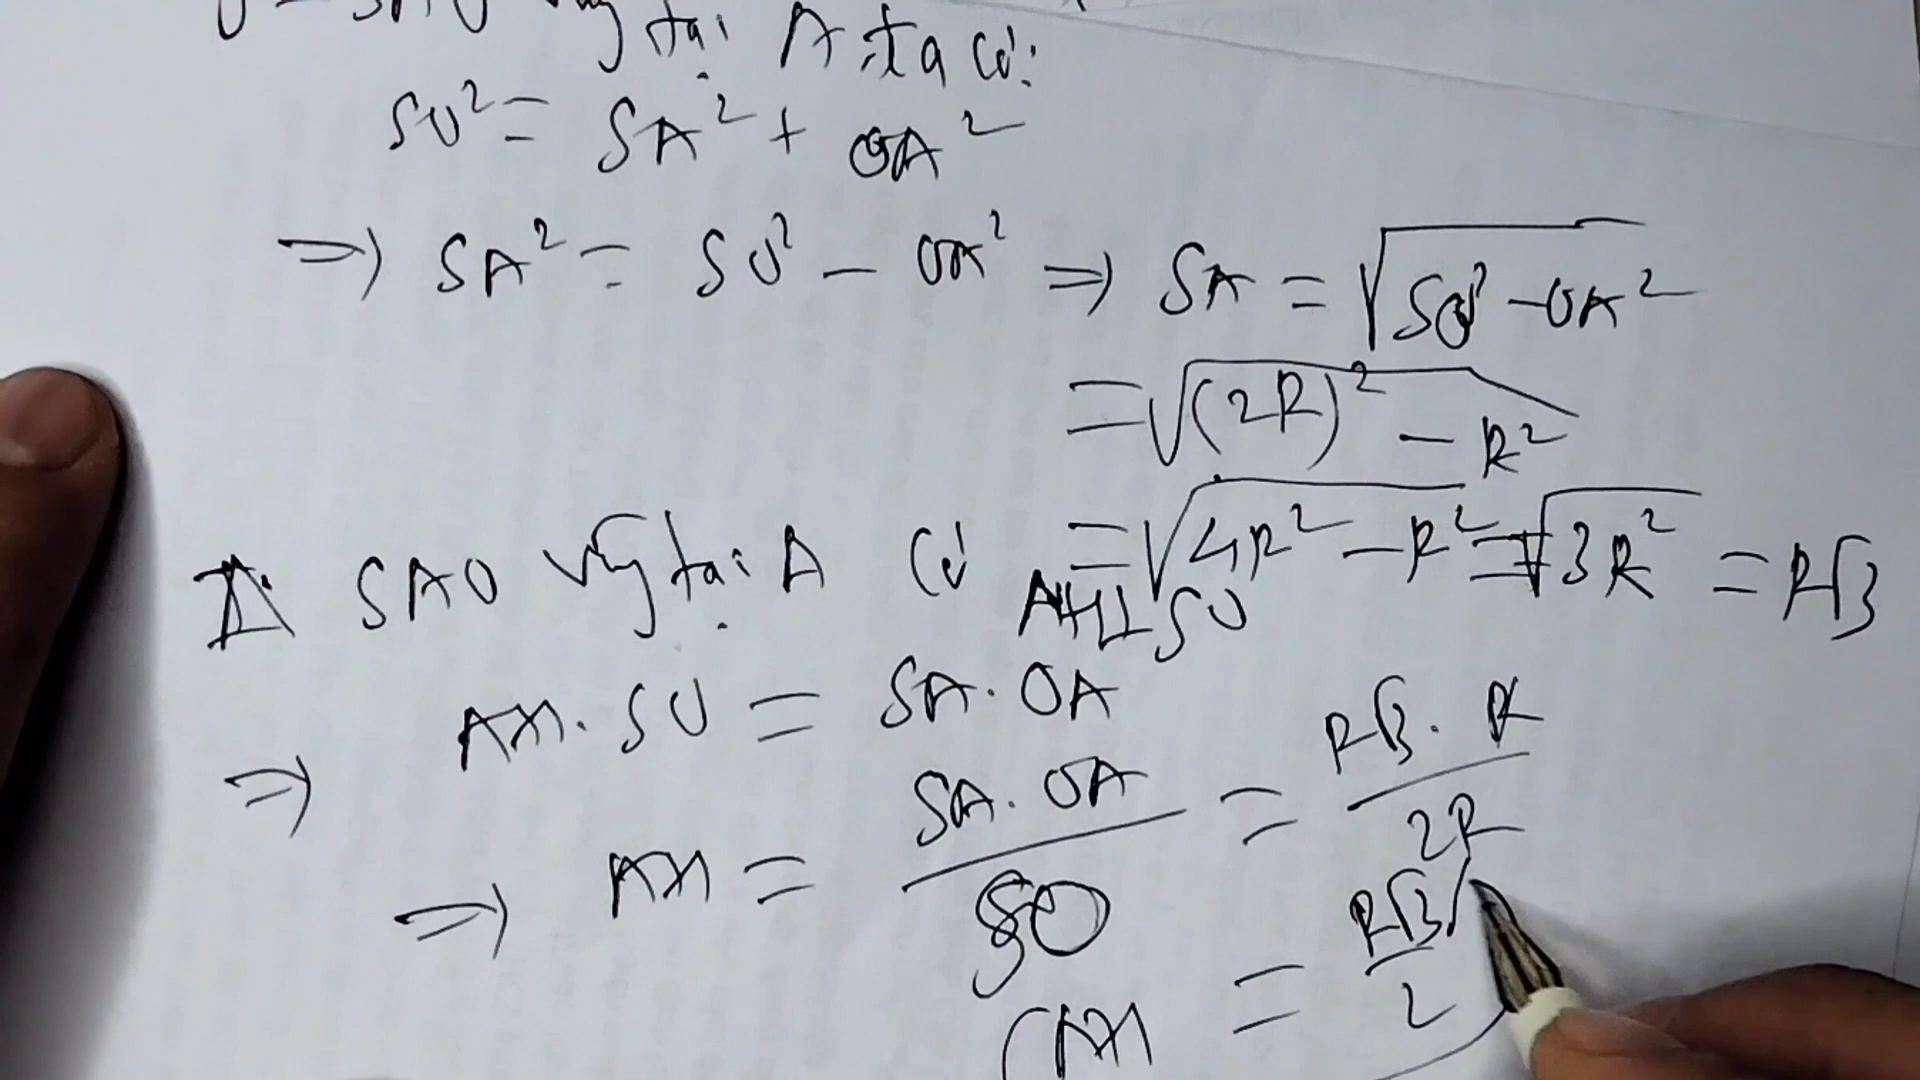 SAO vg tại A, ta có:
SO² = SA² + OA²
=> SA² = SO² - OA² => SA = √SO² - OA²
= √(2R)² - R²
= √4R² - R² = √3R² = R√3
Δ SAO vg tại A có AH ⊥ SO
=> AH. SO = SA. OA
=> AH = SA. OA / SO = R√3. R / 2R
AH = R√3 / 2